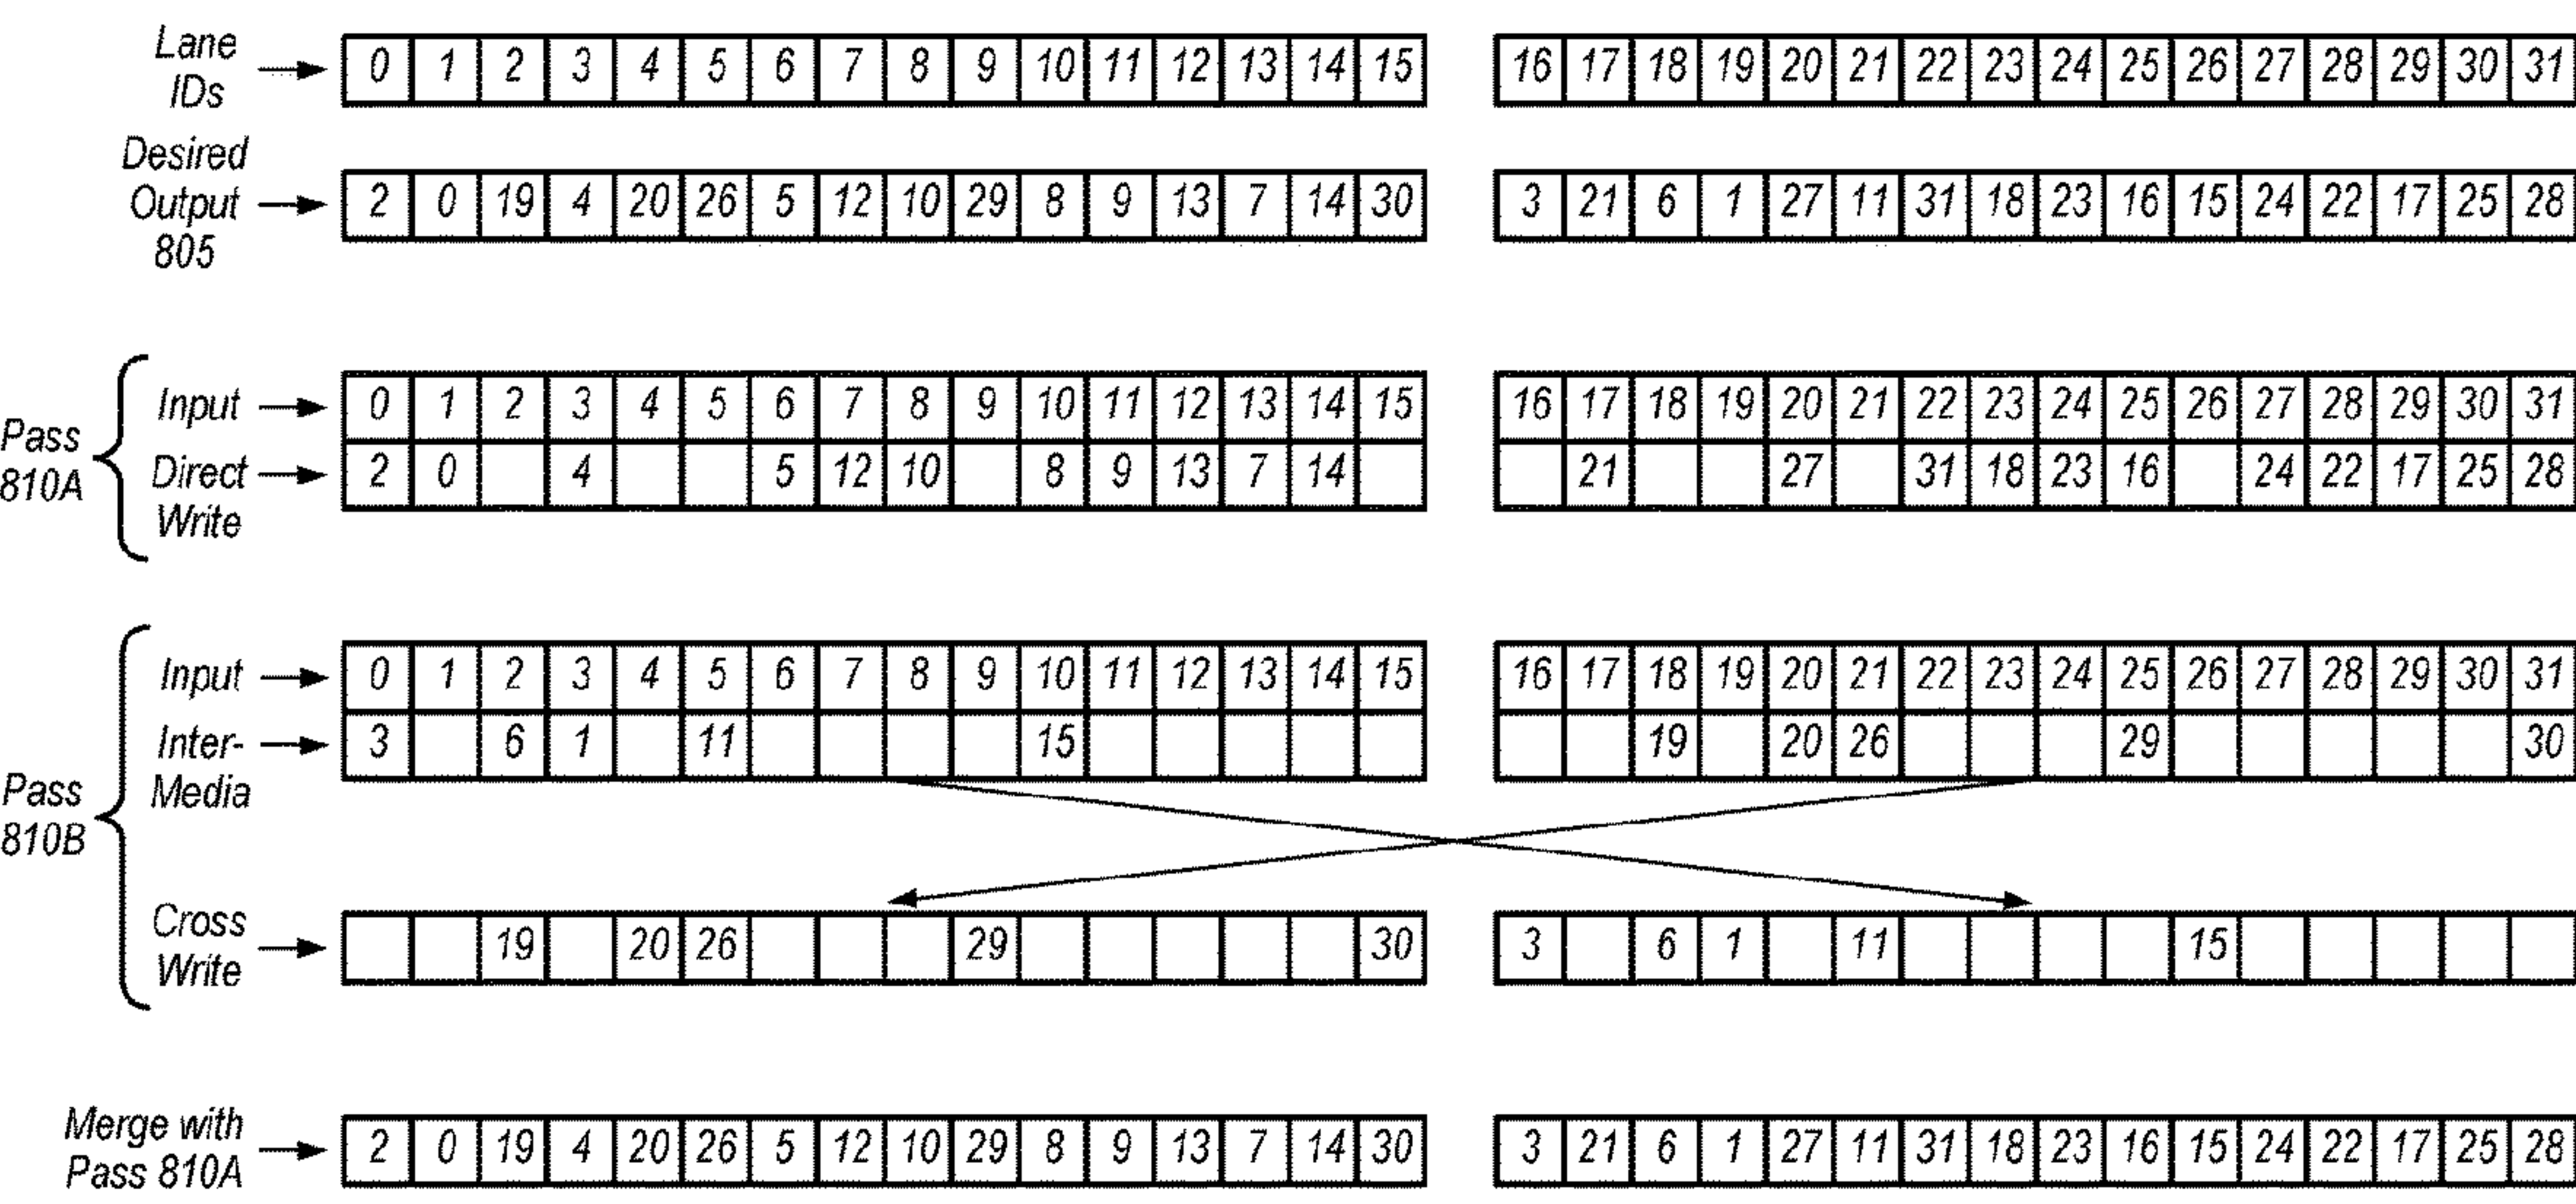 Lane IDs 0 1 2 3 4 5 6 7 8 9 10 11 12 13 14 15 16 17 18 19 20 21 22 23 24 25 26 27 28 29 30 31
Desired Output 805 2 0 19 4 20 26 5 12 10 29 8 9 13 7 14 30 3 21 6 1 27 11 31 18 23 16 15 24 22 17 25 28
Pass 810A
Input 0 1 2 3 4 5 6 7 8 9 10 11 12 13 14 15 16 17 18 19 20 21 22 23 24 25 26 27 28 29 30 31
Direct Write 2 0 4 5 12 10 8 9 13 7 14 21 27 31 18 23 16 24 22 17 25 28
Pass 810B
Input 0 1 2 3 4 5 6 7 8 9 10 11 12 13 14 15 16 17 18 19 20 21 22 23 24 25 26 27 28 29 30 31
Inter-Media 3 6 1 11 15 19 20 26 29 30
Cross Write 19 20 26 29 30 3 6 1 11 15
Merge with Pass 810A 2 0 19 4 20 26 5 12 10 29 8 9 13 7 14 30 3 21 6 1 27 11 31 18 23 16 15 24 22 17 25 28